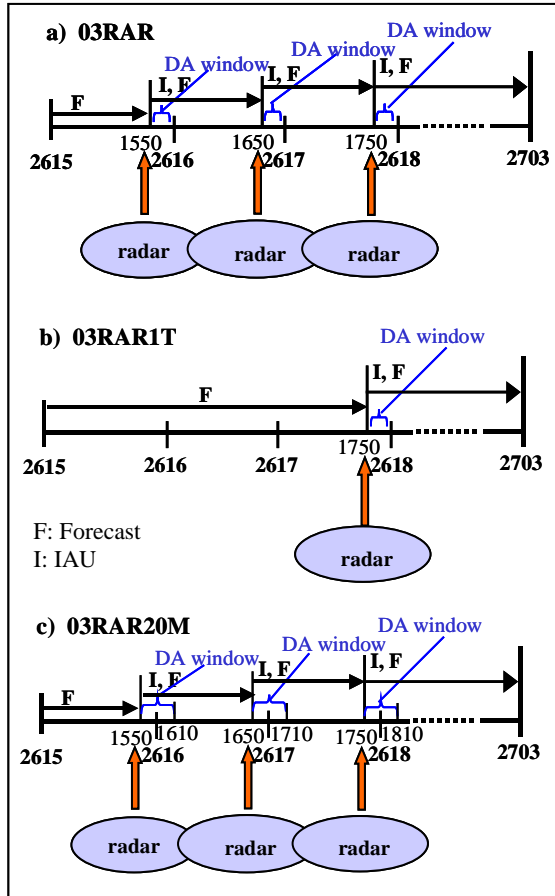 a) 03RAR
DA window DA window DA window
F I, F I, F I, F
1550 1650 1750
2615 2616 2617 2618 2703
radar radar radar
b) 03RAR1T
DA window
F I, F
1750
2615 2616 2617 2618 2703
F: Forecast
I: IAU
radar
c) 03RAR20M
DA window DA window DA window
F I, F I, F I, F
1550 1610 1650 1710 1750 1810
2615 2616 2617 2618 2703
radar radar radar